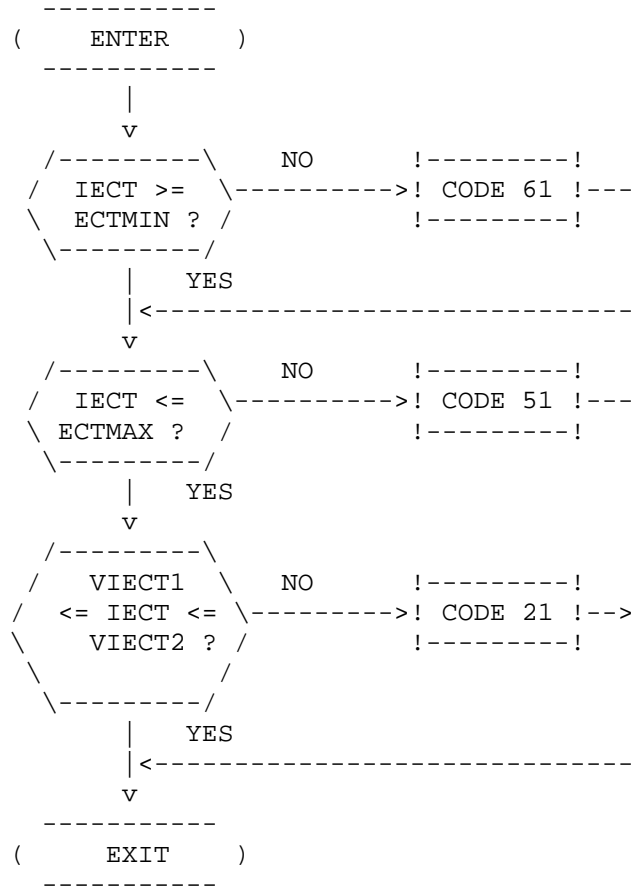 ENTER
IECT >=
ECTMIN ?
NO
CODE 61
YES
IECT <=
ECTMAX ?
NO
CODE 51
YES
VIECT1
<= IECT <=
VIECT2 ?
NO
CODE 21
YES
EXIT